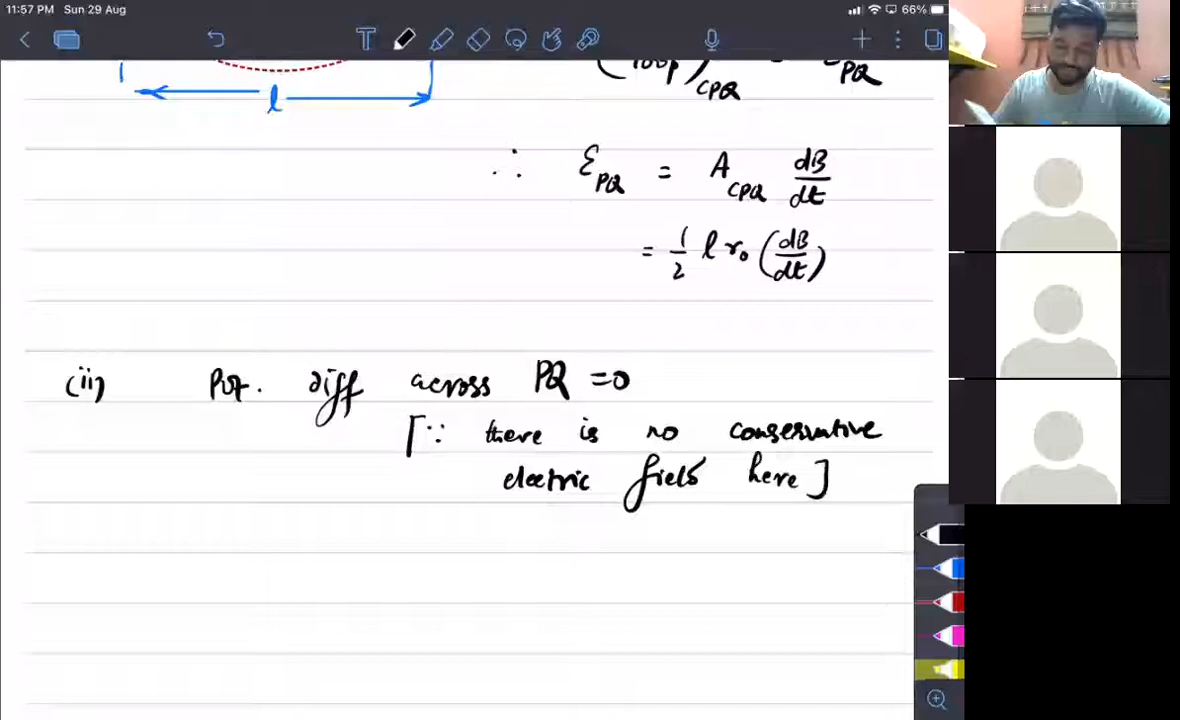 11:57 PM Sun 29 Aug
66%
T
(loop)CPQ = εPQ
l
∴ εPQ = ACPQ dB/dt
= 1/2 l r₀ (dB/dt)
(ii) Pot. diff across PQ = 0
[∵ there is no conservative
electric field here]